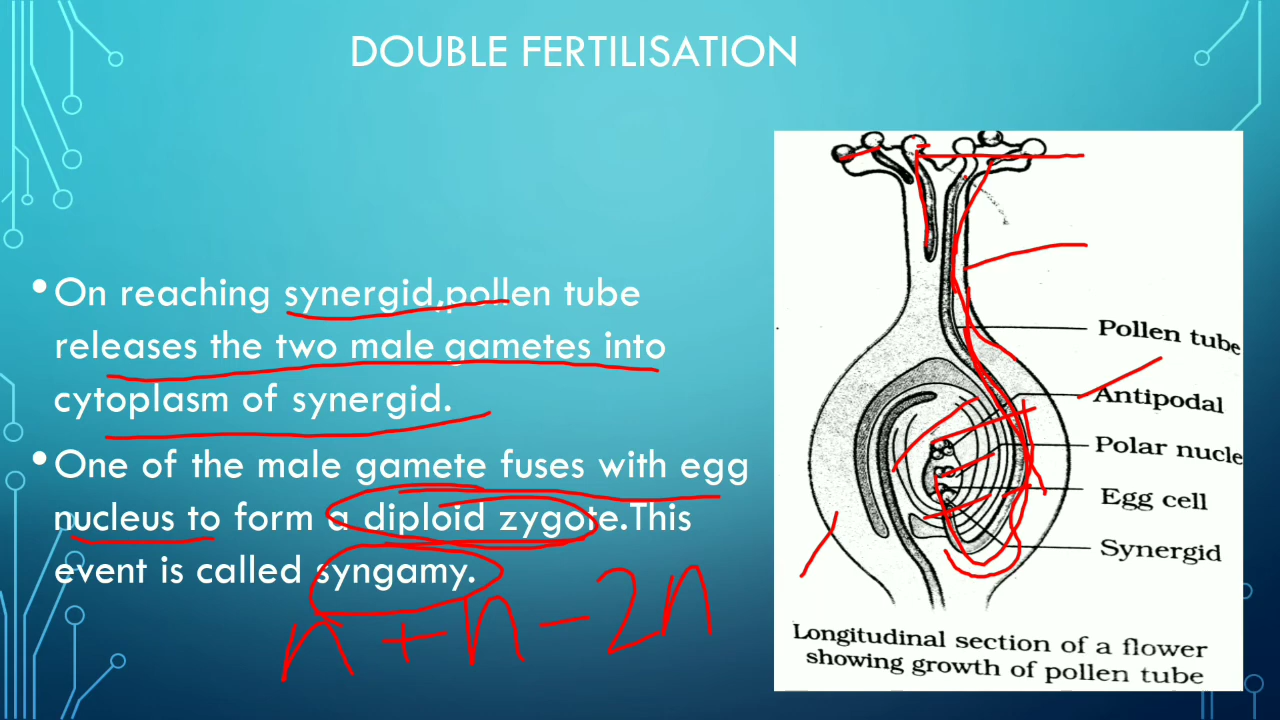 DOUBLE FERTILISATION
• On reaching synergid,pollen tube
releases the two male gametes into
cytoplasm of synergid.
• One of the male gamete fuses with egg
nucleus to form a diploid zygote.This
event is called syngamy.
n + n - 2n
Pollen tube
Antipodal
Polar nucle
Egg cell
Synergid
Longitudinal section of a flower
showing growth of pollen tube